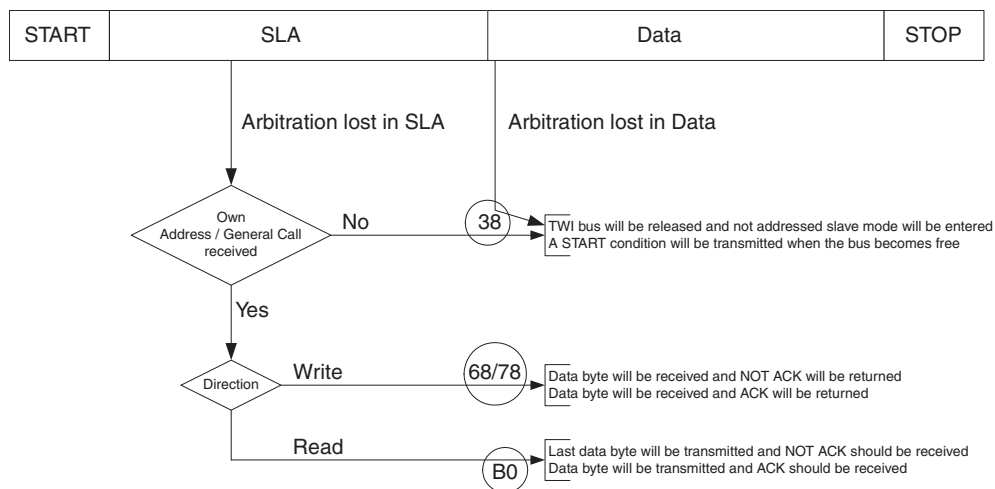 START SLA Data STOP
Arbitration lost in SLA Arbitration lost in Data
Own
Address / General Call
received
No
38
TWI bus will be released and not addressed slave mode will be entered
A START condition will be transmitted when the bus becomes free
Yes
Direction
Write
68/78
Data byte will be received and NOT ACK will be returned
Data byte will be received and ACK will be returned
Read
B0
Last data byte will be transmitted and NOT ACK should be received
Data byte will be transmitted and ACK should be received